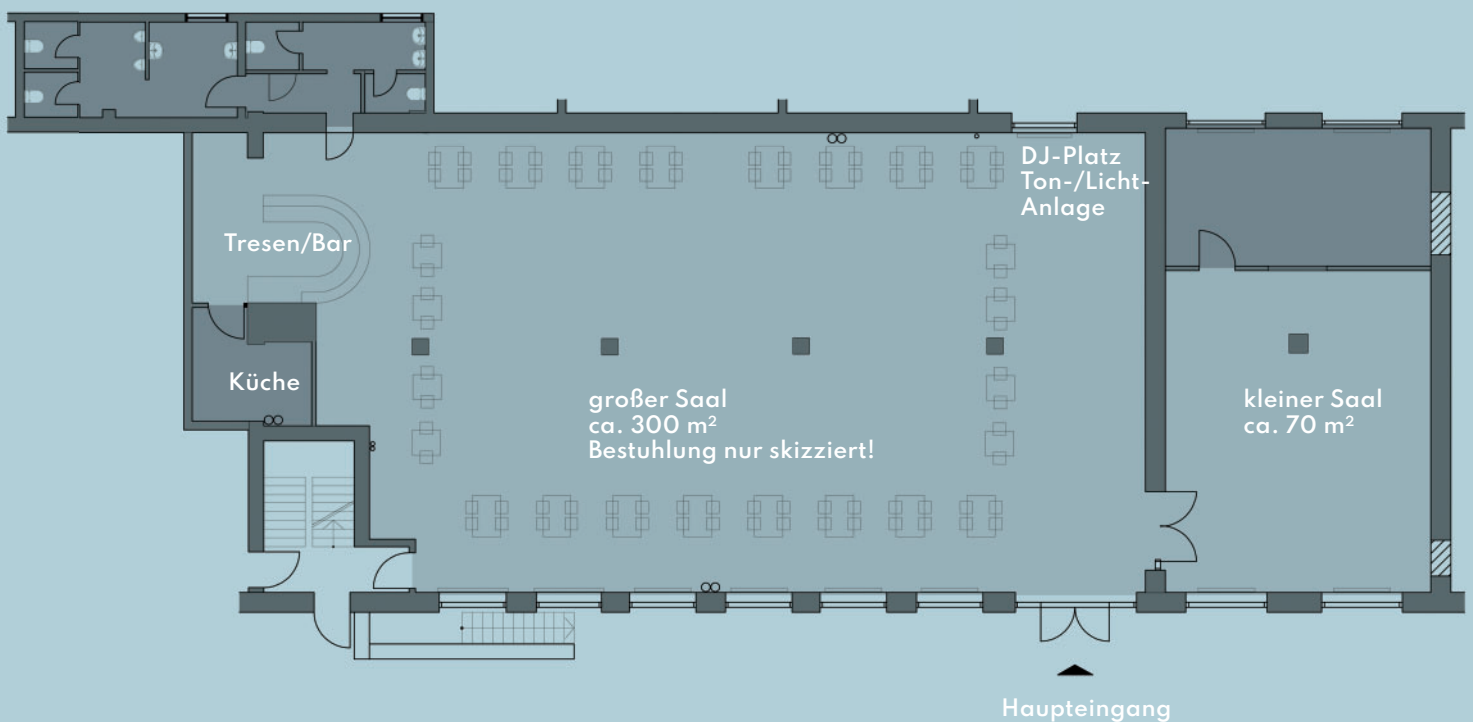 DJ-Platz
Ton-/Licht-
Anlage
Tresen/Bar
Küche
großer Saal
ca. 300 m²
Bestuhlung nur skizziert!
kleiner Saal
ca. 70 m²
Haupteingang